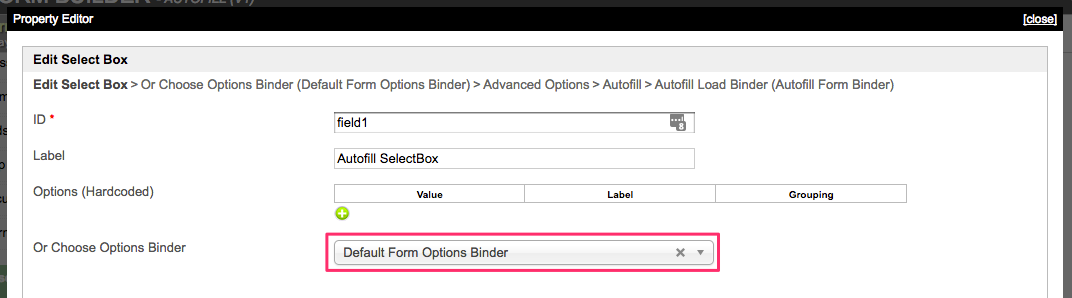 Property Editor [close]
Edit Select Box
Edit Select Box > Or Choose Options Binder (Default Form Options Binder) > Advanced Options > Autofill > Autofill Load Binder (Autofill Form Binder)
ID * field1 8
Label Autofill SelectBox
Options (Hardcoded) Value Label Grouping
Or Choose Options Binder Default Form Options Binder